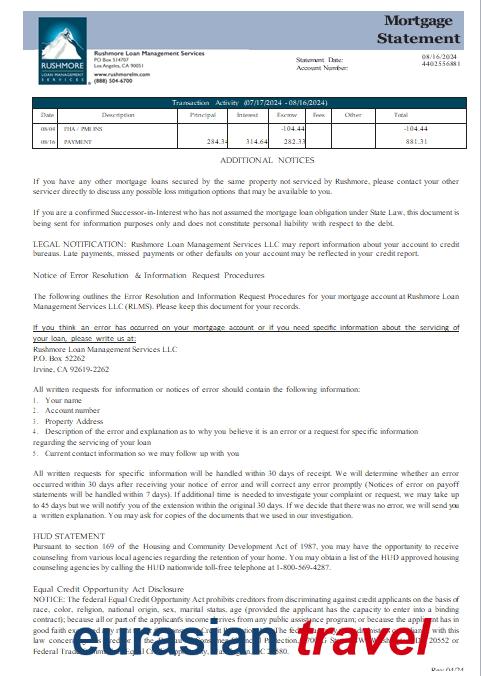 Mortgage
Statement
RUSHMORE
LOAN MANAGEMENT
SERVICES
Rushmore Loan Management Services
PO Box 514707
Los Angeles, CA 90051
www.rushmorelm.com
(888) 504-6700
Statement Date: 08/16/2024
Account Number: 4402556881
Transaction Activity (07/17/2024 - 08/16/2024)
Date Description Principal Interest Escrow Fees Other Total
08/04 FHA / PMI INS -104.44 -104.44
08/16 PAYMENT 284.34 314.64 282.33 881.31
ADDITIONAL NOTICES
If you have any other mortgage loans secured by the same property not serviced by Rushmore, please contact your other
servicer directly to discuss any possible loss mitigation options that may be available to you.
If you are a confirmed Successor-in-Interest who has not assumed the mortgage loan obligation under State Law, this document is
being sent for information purposes only and does not constitute personal liability with respect to the debt.
LEGAL NOTIFICATION: Rushmore Loan Management Services LLC may report information about your account to credit
bureaus. Late payments, missed payments or other defaults on your account may be reflected in your credit report.
Notice of Error Resolution & Information Request Procedures
The following outlines the Error Resolution and Information Request Procedures for your mortgage account at Rushmore Loan
Management Services LLC (RLMS). Please keep this document for your records.
If you think an error has occurred on your mortgage account or if you need specific information about the servicing of
your loan, please write us at:
Rushmore Loan Management Services LLC
P.O. Box 52262
Irvine, CA 92619-2262
All written requests for information or notices of error should contain the following information:
1. Your name
2. Account number
3. Property Address
4. Description of the error and explanation as to why you believe it is an error or a request for specific information
regarding the servicing of your loan
5. Current contact information so we may follow up with you
All written requests for specific information will be handled within 30 days of receipt. We will determine whether an error
occurred within 30 days after receiving your notice of error and will correct any error promptly (Notices of error on payoff
statements will be handled within 7 days). If additional time is needed to investigate your complaint or request, we may take up
to 45 days but we will notify you of the extension within the original 30 days. If we decide that there was no error, we will send you
a written explanation. You may ask for copies of the documents that we used in our investigation.
HUD STATEMENT
Pursuant to section 169 of the Housing and Community Development Act of 1987, you may have the opportunity to receive
counseling from various local agencies regarding the retention of your home. You may obtain a list of the HUD approved housing
counseling agencies by calling the HUD nationwide toll-free telephone at 1-800-569-4287.
Equal Credit Opportunity Act Disclosure
NOTICE: The federal Equal Credit Opportunity Act prohibits creditors from discriminating against credit applicants on the basis of
race, color, religion, national origin, sex, marital status, age (provided the applicant has the capacity to enter into a binding
contract); because all or part of the applicant's income derives from any public assistance program; or because the applicant has in
good faith The with this
law 20552 or
Federal
eurasian travel
Rev 04/24